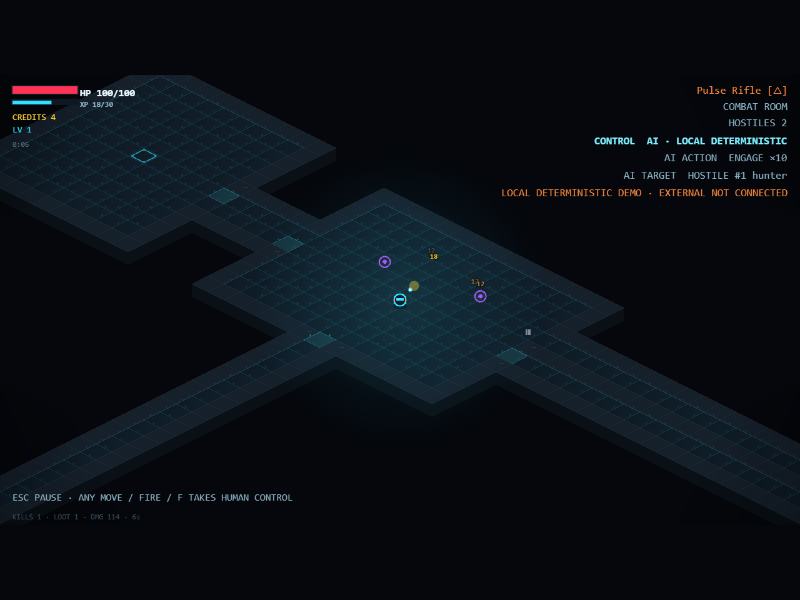 HP 100/100
XP 18/30
CREDITS 4
LV 1
0:05
Pulse Rifle [△]
COMBAT ROOM
HOSTILES 2
CONTROL AI · LOCAL DETERMINISTIC
AI ACTION ENGAGE ×10
AI TARGET HOSTILE #1 hunter
LOCAL DETERMINISTIC DEMO · EXTERNAL NOT CONNECTED
18
ESC PAUSE · ANY MOVE / FIRE / F TAKES HUMAN CONTROL
KILLS 1 · LOOT 1 · DMG 114 · 6s